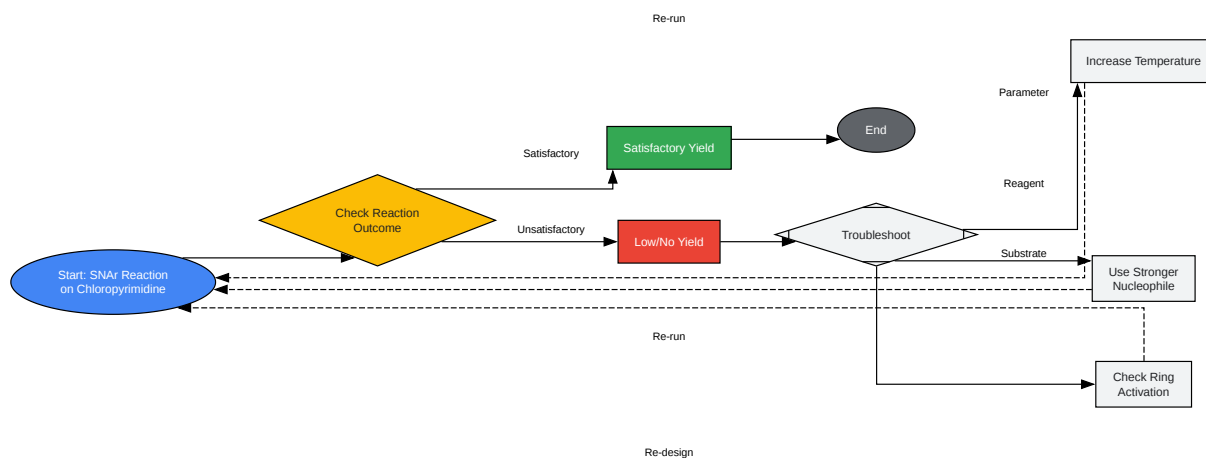 Re-run
Increase Temperature
Parameter
End
Satisfactory
Satisfactory Yield
Reagent
Check Reaction
Outcome
Unsatisfactory
Low/No Yield
Troubleshoot
Substrate
Start: SNAr Reaction
on Chloropyrimidine
Use Stronger
Nucleophile
Re-run
Check Ring
Activation
Re-design